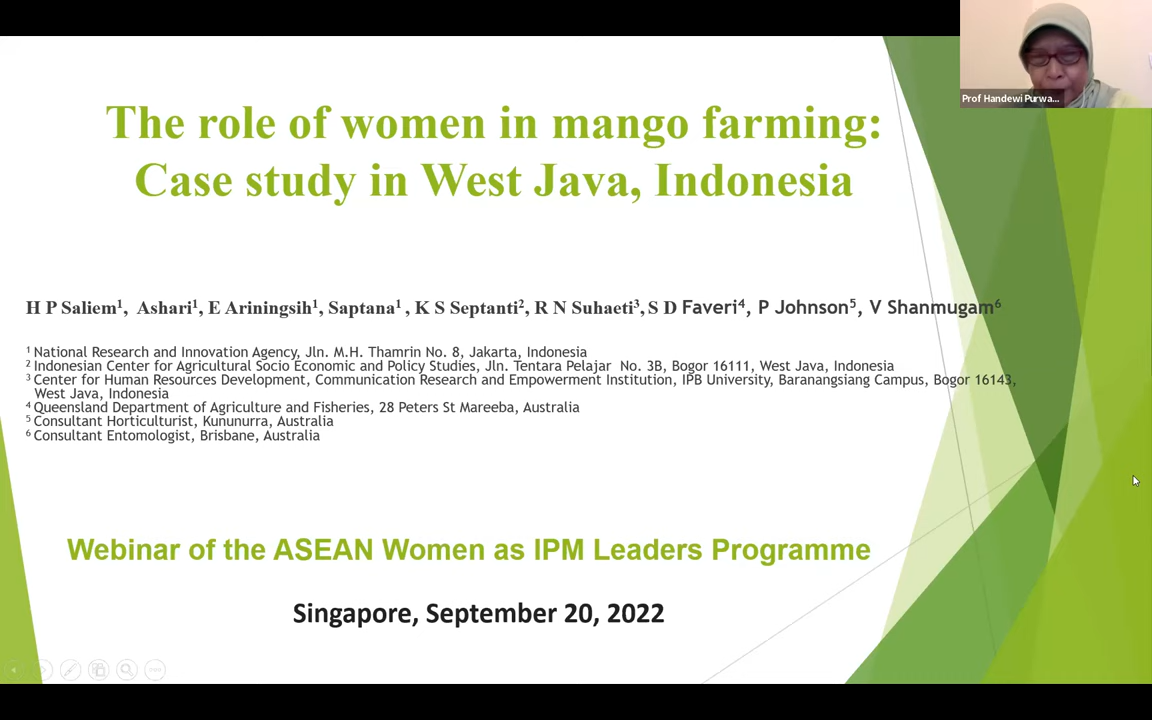 Prof Handewi Purwa...
The role of women in mango farming:
Case study in West Java, Indonesia
H P Saliem¹, Ashari¹, E Ariningsih¹, Saptana¹ , K S Septanti², R N Suhaeti³, S D Faveri⁴, P Johnson⁵, V Shanmugam⁶
¹ National Research and Innovation Agency, Jln. M.H. Thamrin No. 8, Jakarta, Indonesia
² Indonesian Center for Agricultural Socio Economic and Policy Studies, Jln. Tentara Pelajar No. 3B, Bogor 16111, West Java, Indonesia
³ Center for Human Resources Development, Communication Research and Empowerment Institution, IPB University, Baranangsiang Campus, Bogor 16143,
West Java, Indonesia
⁴ Queensland Department of Agriculture and Fisheries, 28 Peters St Mareeba, Australia
⁵ Consultant Horticulturist, Kununurra, Australia
⁶ Consultant Entomologist, Brisbane, Australia
Webinar of the ASEAN Women as IPM Leaders Programme
Singapore, September 20, 2022